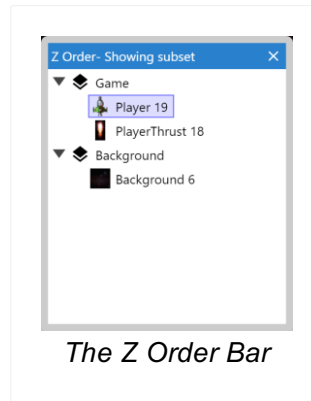 Z Order- Showing subset
Game
Player 19
PlayerThrust 18
Background
Background 6
The Z Order Bar